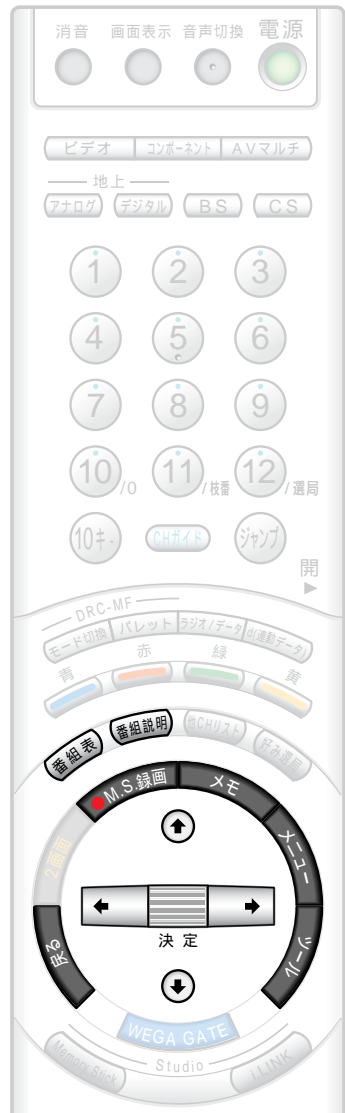 消音 画面表示 音声切換 電源
ビデオ コンポーネント AVマルチ
地上
アナログ デジタル BS CS
1 2 3
4 5 6
7 8 9
10/0 11/枝番 12/選局
10キー CHガイド ジャンプ
開
DRC-MF
モード切換 パレット ラジオ/データ d(連動データ)
青 赤 緑 黄
番組表 番組説明 他CHリスト 好み選局
2画面 M.S.録画 メモ メニュー
決定
戻る ツール
WEGA GATE
Memory Stick Studio i.LINK